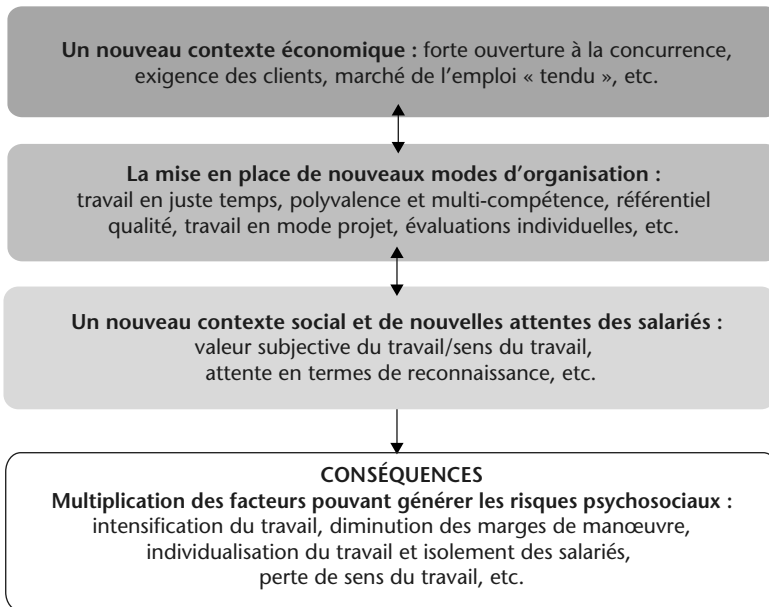 Un nouveau contexte économique : forte ouverture à la concurrence,
exigence des clients, marché de l’emploi « tendu », etc.
La mise en place de nouveaux modes d’organisation :
travail en juste temps, polyvalence et multi-compétence, référentiel
qualité, travail en mode projet, évaluations individuelles, etc.
Un nouveau contexte social et de nouvelles attentes des salariés :
valeur subjective du travail/sens du travail,
attente en termes de reconnaissance, etc.
CONSÉQUENCES
Multiplication des facteurs pouvant générer les risques psychosociaux :
intensification du travail, diminution des marges de manœuvre,
individualisation du travail et isolement des salariés,
perte de sens du travail, etc.